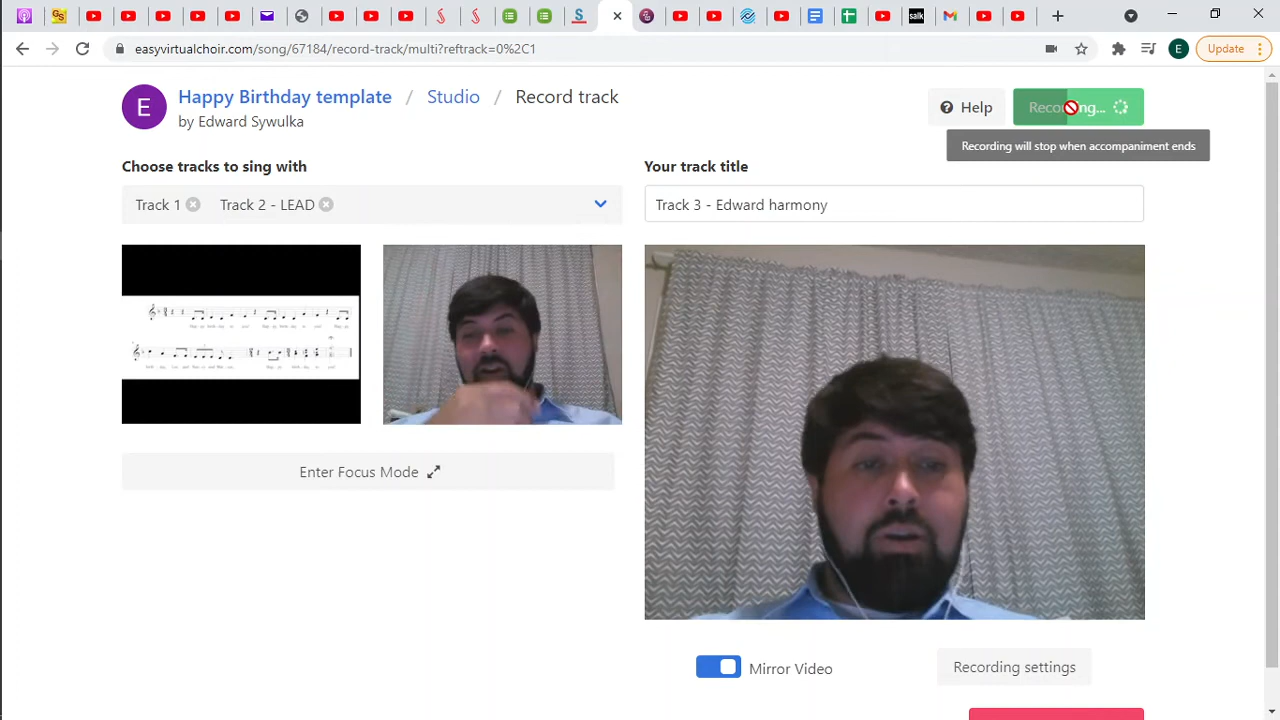 easyvirtualchoir.com/song/67184/record-track/multi?reftrack=0%2C1
E
Update
E
Happy Birthday template / Studio / Record track
by Edward Sywulka
Help
Recording will stop when accompaniment ends
Choose tracks to sing with
Your track title
Track 1
Track 2 - LEAD
Track 3 - Edward harmony
Enter Focus Mode
Mirror Video
Recording settings